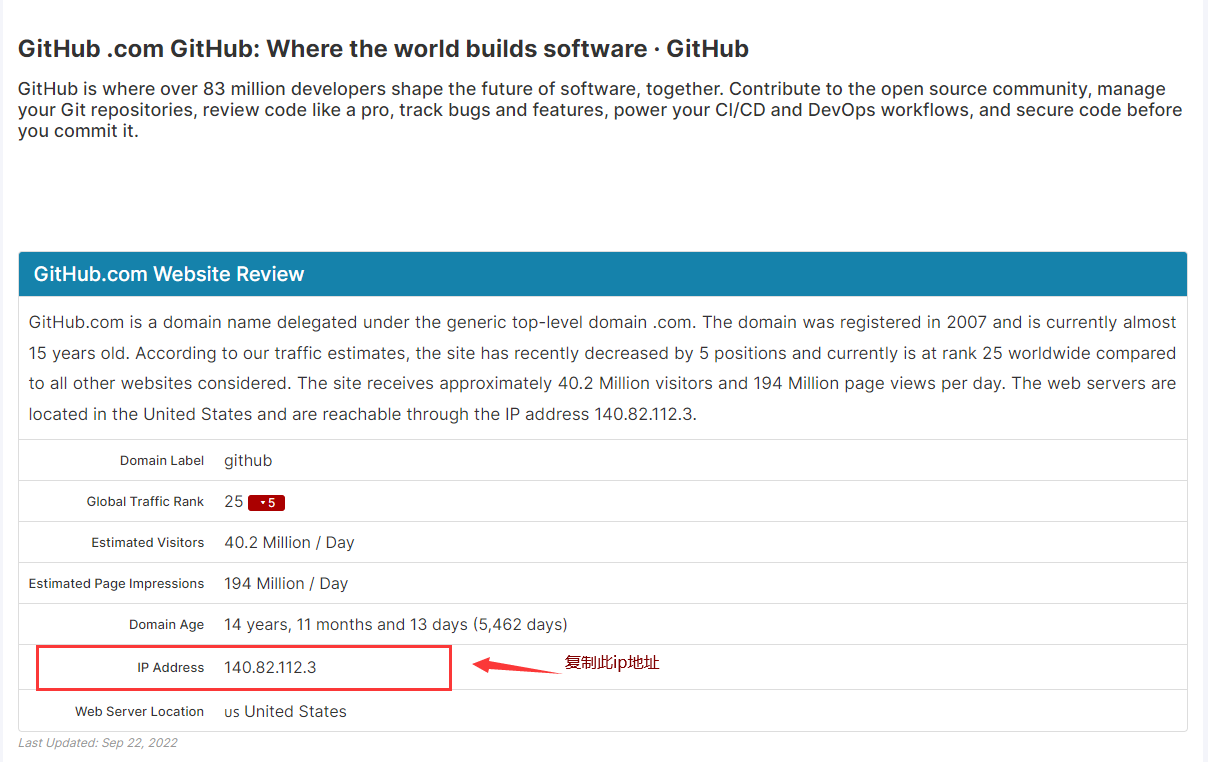 GitHub .com GitHub: Where the world builds software · GitHub
GitHub is where over 83 million developers shape the future of software, together. Contribute to the open source community, manage
your Git repositories, review code like a pro, track bugs and features, power your CI/CD and DevOps workflows, and secure code before
you commit it.
GitHub.com Website Review
GitHub.com is a domain name delegated under the generic top-level domain .com. The domain was registered in 2007 and is currently almost
15 years old. According to our traffic estimates, the site has recently decreased by 5 positions and currently is at rank 25 worldwide compared
to all other websites considered. The site receives approximately 40.2 Million visitors and 194 Million page views per day. The web servers are
located in the United States and are reachable through the IP address 140.82.112.3.
Domain Label github
Global Traffic Rank 25 ▾5
Estimated Visitors 40.2 Million / Day
Estimated Page Impressions 194 Million / Day
Domain Age 14 years, 11 months and 13 days (5,462 days)
IP Address 140.82.112.3 复制此ip地址
Web Server Location US United States
Last Updated: Sep 22, 2022